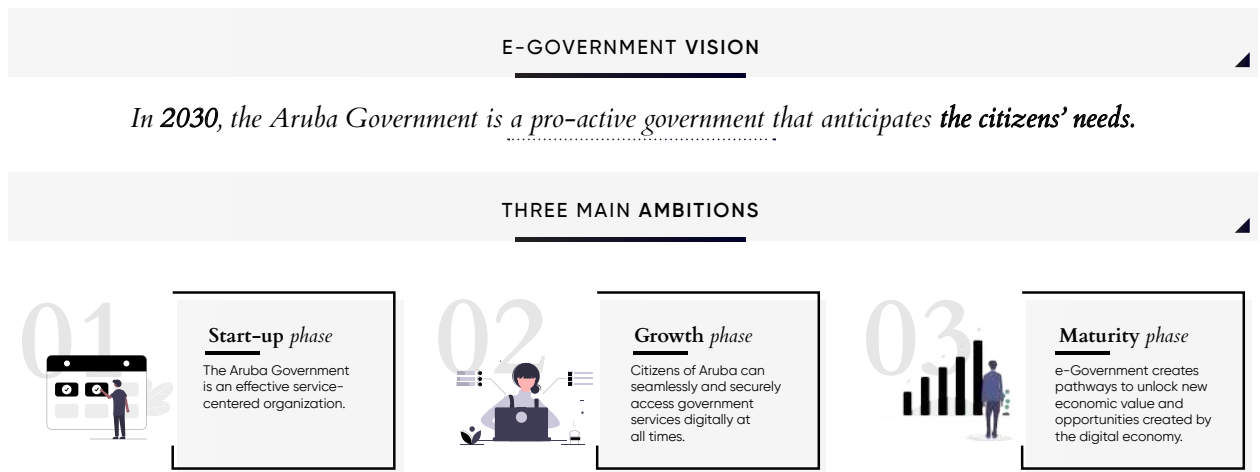 E-GOVERNMENT VISION
In 2030, the Aruba Government is a pro-active government that anticipates the citizens' needs.
THREE MAIN AMBITIONS
01
Start-up phase
The Aruba Government
is an effective service-
centered organization.
02
Growth phase
Citizens of Aruba can
seamlessly and securely
access government
services digitally at
all times.
03
Maturity phase
e-Government creates
pathways to unlock new
economic value and
opportunities created by
the digital economy.